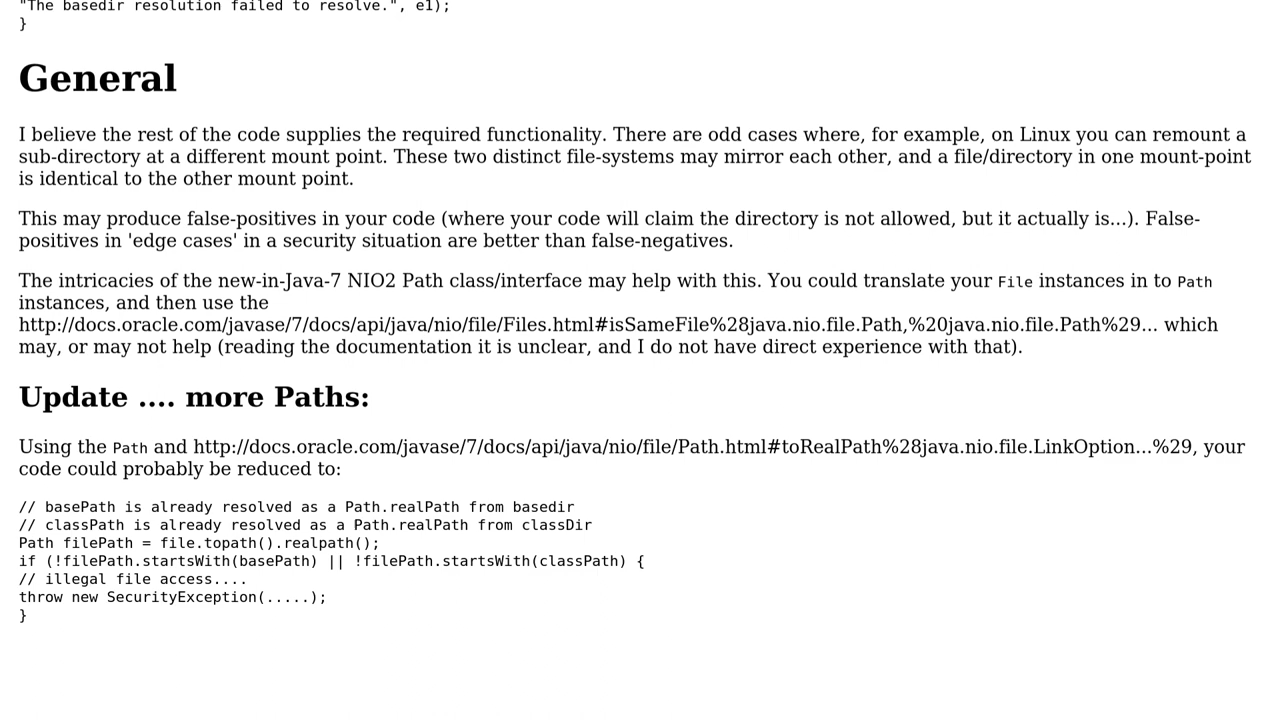 "The basedir resolution failed to resolve.", e1);
}
General
I believe the rest of the code supplies the required functionality. There are odd cases where, for example, on Linux you can remount a
sub-directory at a different mount point. These two distinct file-systems may mirror each other, and a file/directory in one mount-point
is identical to the other mount point.
This may produce false-positives in your code (where your code will claim the directory is not allowed, but it actually is...). False-
positives in 'edge cases' in a security situation are better than false-negatives.
The intricacies of the new-in-Java-7 NIO2 Path class/interface may help with this. You could translate your File instances in to Path
instances, and then use the
http://docs.oracle.com/javase/7/docs/api/java/nio/file/Files.html#isSameFile%28java.nio.file.Path,%20java.nio.file.Path%29... which
may, or may not help (reading the documentation it is unclear, and I do not have direct experience with that).
Update .... more Paths:
Using the Path and http://docs.oracle.com/javase/7/docs/api/java/nio/file/Path.html#toRealPath%28java.nio.file.LinkOption...%29, your
code could probably be reduced to:
// basePath is already resolved as a Path.realPath from basedir
// classPath is already resolved as a Path.realPath from classDir
Path filePath = file.topath().realpath();
if (!filePath.startsWith(basePath) || !filePath.startsWith(classPath) {
// illegal file access....
throw new SecurityException(.....);
}